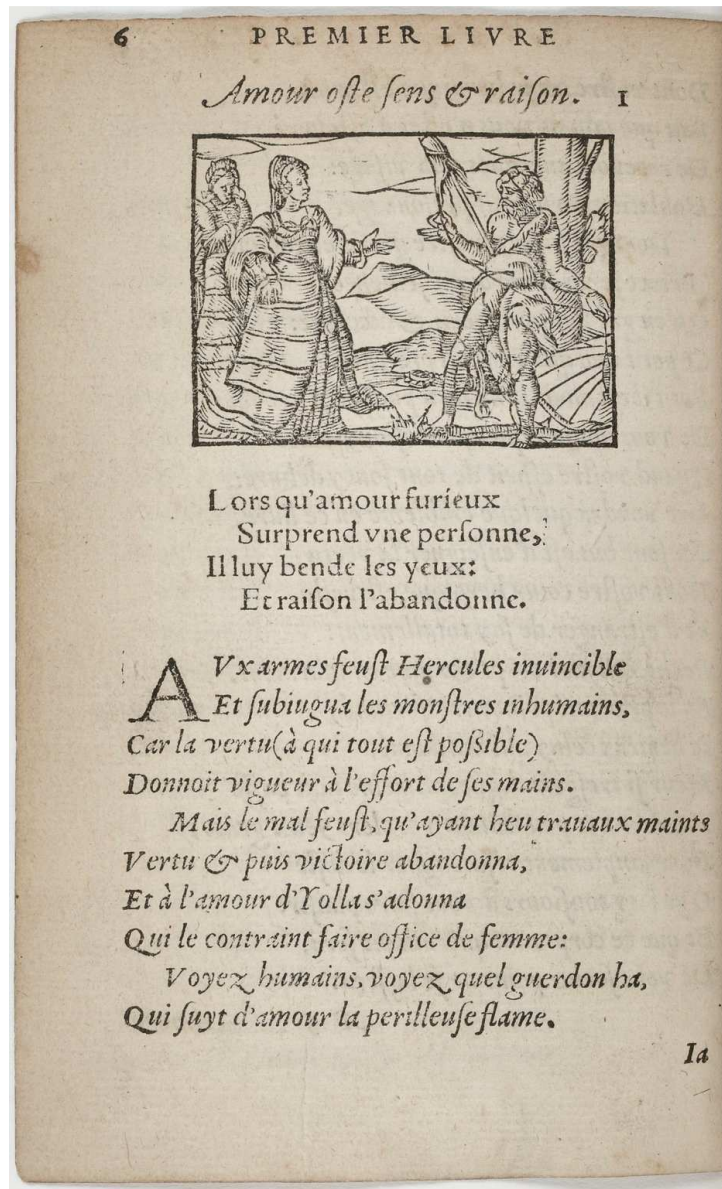 6 PREMIER LIVRE
Amour oſte ſens & raiſon. I
Lors qu'amour furieux
Surprend vne perſonne,
Il luy bende les yeux:
Et raiſon l'abandonne.
AVx armes feuſt Hercules inuincible
Et ſubiugua les monſtres inhumains,
Car la vertu (à qui tout eſt poſsible)
Donnoit vigueur à l'effort de ſes mains.
Mais le mal feuſt, qu'ayant heu trauaux maints
Vertu & puis victoire abandonna,
Et à l'amour d'Yolla s'adonna
Qui le contraint faire office de femme:
Voyez humains, voyez quel guerdon ha,
Qui ſuyt d'amour la perilleuſe flame.
Ia